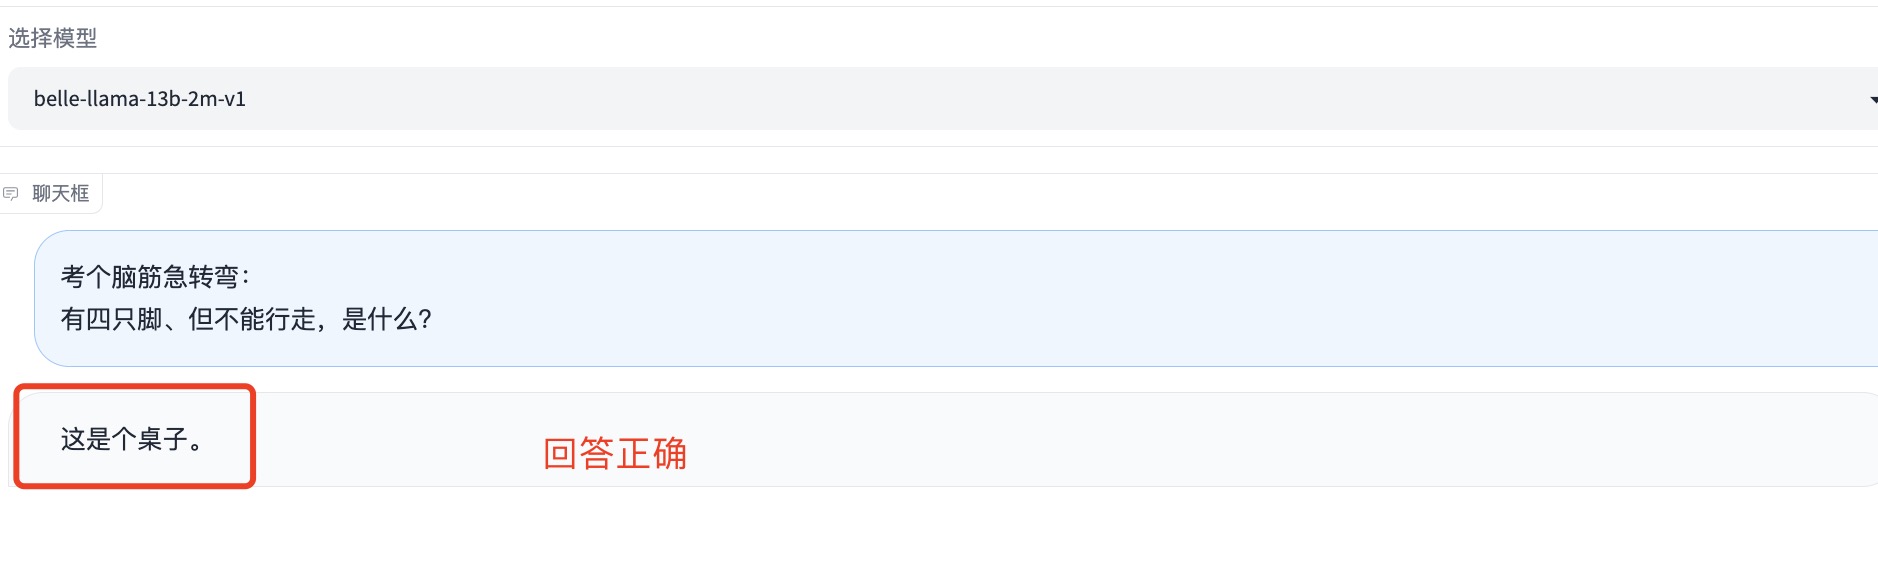 选择模型
belle-llama-13b-2m-v1
聊天框
考个脑筋急转弯：
有四只脚、但不能行走，是什么？
这是个桌子。
回答正确